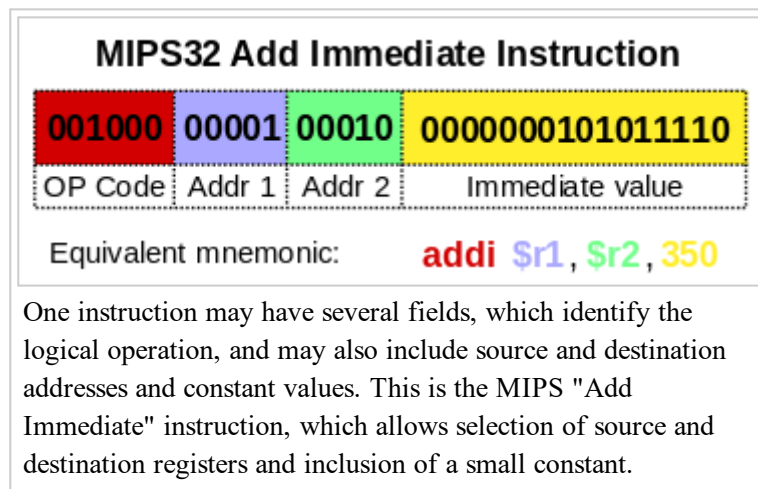 MIPS32 Add Immediate Instruction
001000 00001 00010 0000000101011110
OP Code Addr 1 Addr 2 Immediate value
Equivalent mnemonic: addi $r1, $r2, 350
One instruction may have several fields, which identify the
logical operation, and may also include source and destination
addresses and constant values. This is the MIPS "Add
Immediate" instruction, which allows selection of source and
destination registers and inclusion of a small constant.